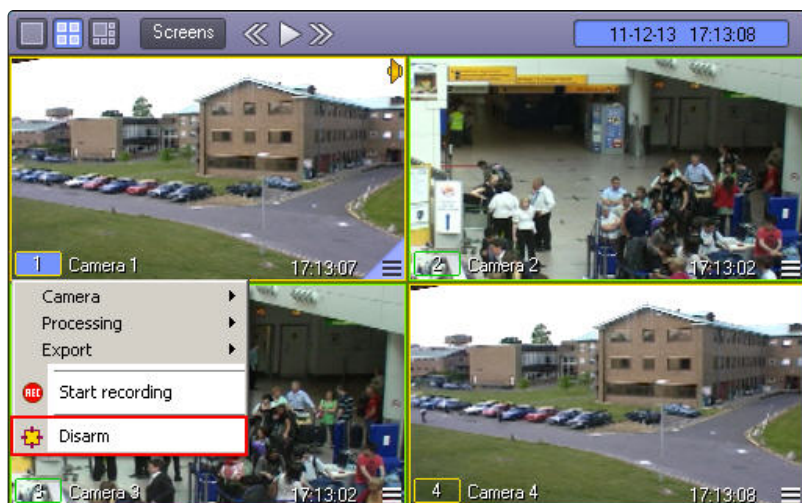 Screens
11-12-13 17:13:08
1 Camera 1
17:13:07
2 Camera 2
17:13:02
Camera
Processing
Export
REC Start recording
Disarm
3 Camera 3
17:13:02
4 Camera 4
17:13:08